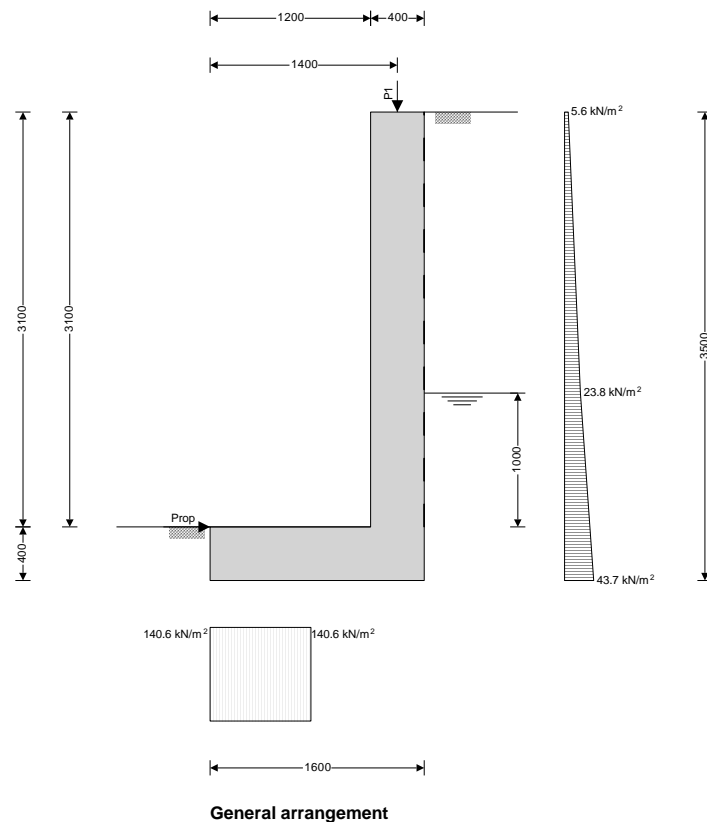 1200
400
1400
P1
5.6 kN/m²
3100
3100
3500
23.8 kN/m²
1000
Prop
400
43.7 kN/m²
140.6 kN/m²
140.6 kN/m²
1600
General arrangement